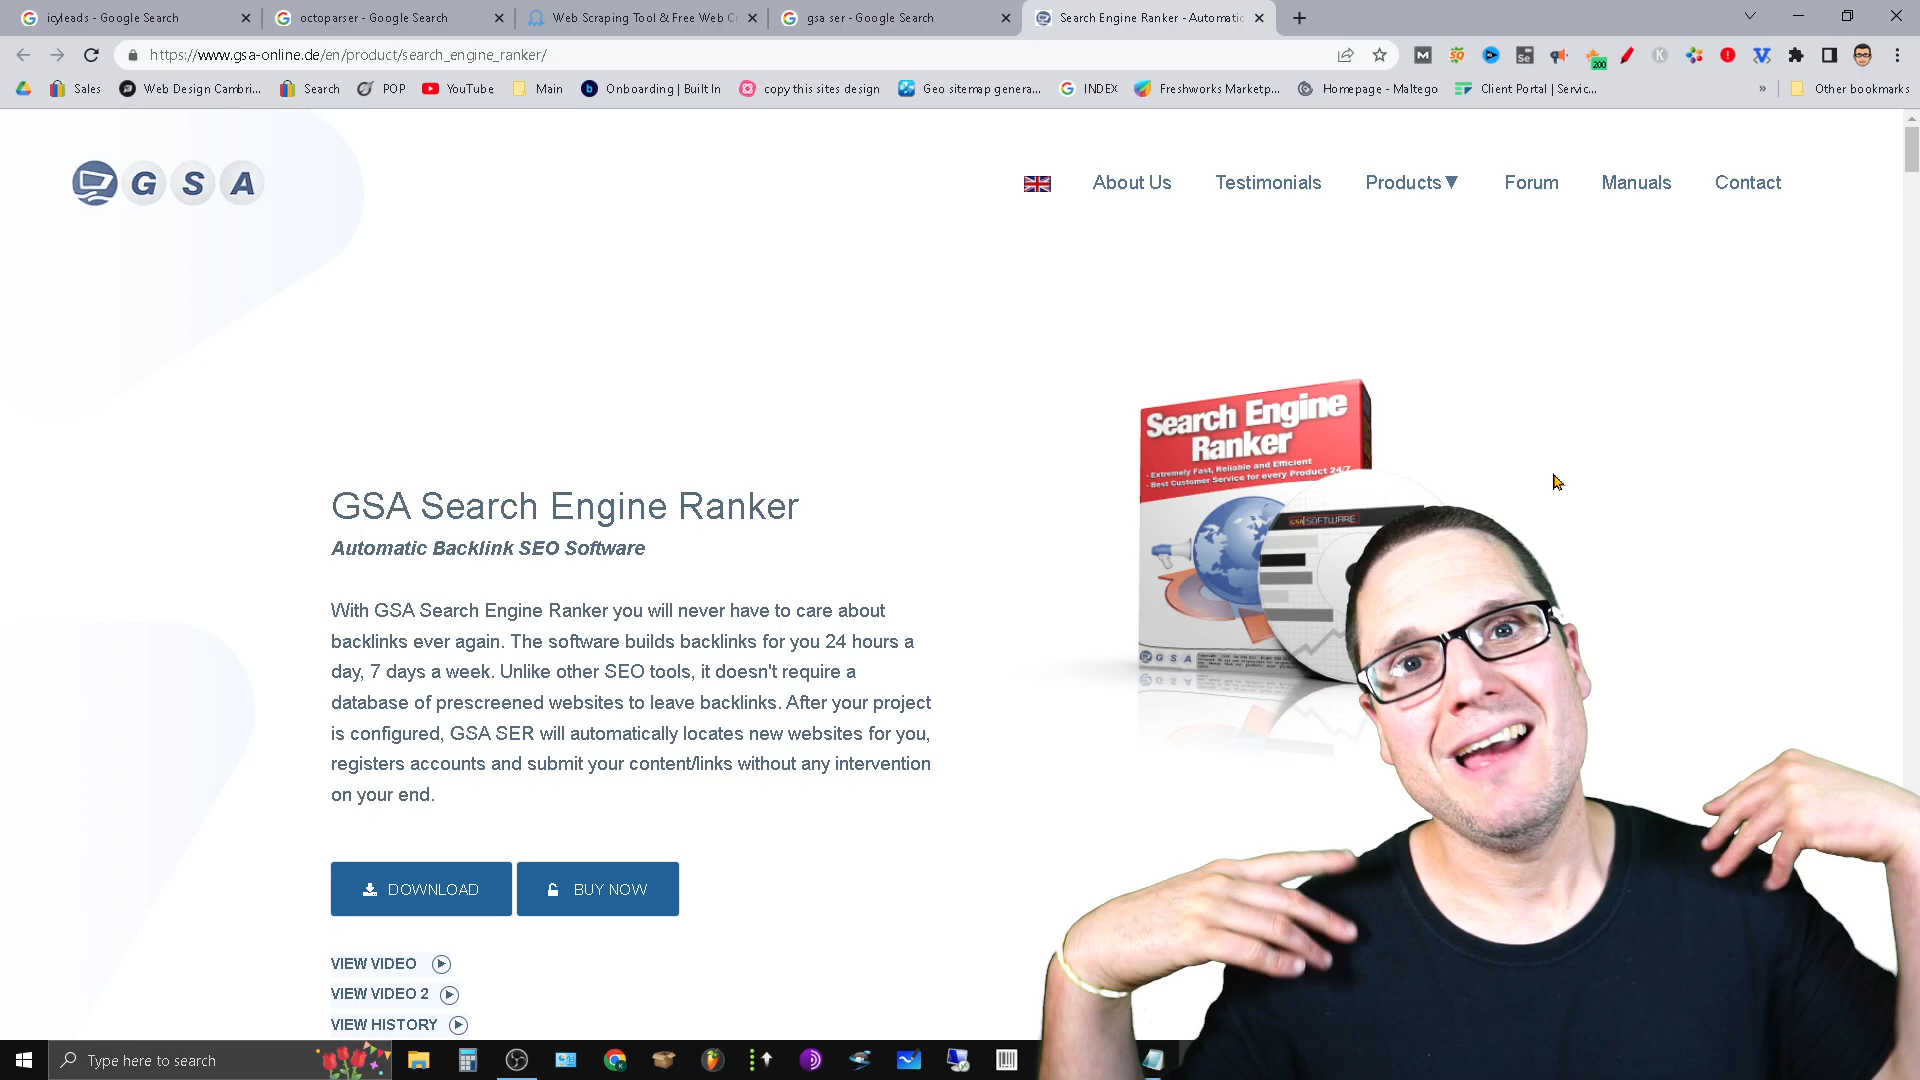 icyleads - Google Search
octoparser - Google Search
Web Scraping Tool & Free Web Cr
gsa ser - Google Search
Search Engine Ranker - Automatic
https://www.gsa-online.de/en/product/search_engine_ranker/
200
Sales
Web Design Cambri...
Search
POP
YouTube
Main
Onboarding | Built In
copy this sites design
Geo sitemap genera...
INDEX
Freshworks Marketp...
Homepage - Maltego
Client Portal | Servic...
»
Other bookmarks
G S A
About Us
Testimonials
Products▼
Forum
Manuals
Contact
Search Engine
Ranker
- Extremely Fast, Reliable and Efficient
- Best Customer Service for every Product 24/7
GSA SOFTWARE
G S A
GSA Search Engine Ranker
Automatic Backlink SEO Software
With GSA Search Engine Ranker you will never have to care about
backlinks ever again. The software builds backlinks for you 24 hours a
day, 7 days a week. Unlike other SEO tools, it doesn't require a
database of prescreened websites to leave backlinks. After your project
is configured, GSA SER will automatically locates new websites for you,
registers accounts and submit your content/links without any intervention
on your end.
DOWNLOAD
BUY NOW
VIEW VIDEO
VIEW VIDEO 2
VIEW HISTORY
Type here to search